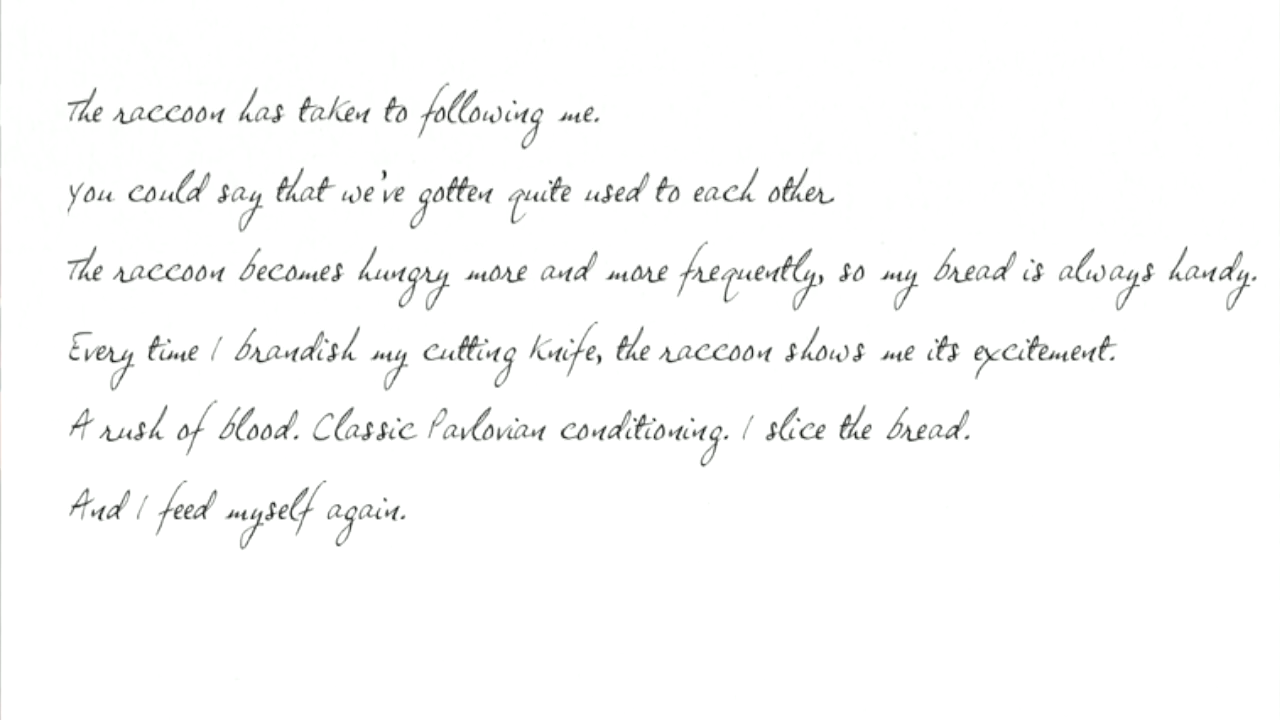 The raccoon has taken to following me.
You could say that we've gotten quite used to each other
The raccoon becomes hungry more and more frequently, so my bread is always handy.
Every time I brandish my cutting knife, the raccoon shows me its excitement.
A rush of blood. Classic Pavlovian conditioning. I slice the bread.
And I feed myself again.